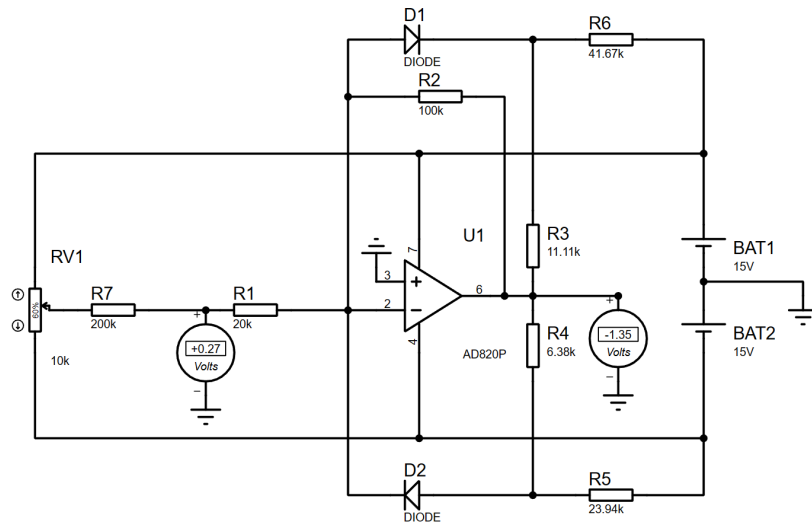 D1
DIODE
R6
41.67k
R2
100k
RV1
60%
10k
R7
200k
R1
20k
+
+0.27
Volts
−
3
2
7
4
6
+
−
U1
AD820P
R3
11.11k
R4
6.38k
+
-1.35
Volts
−
BAT1
15V
BAT2
15V
D2
DIODE
R5
23.94k